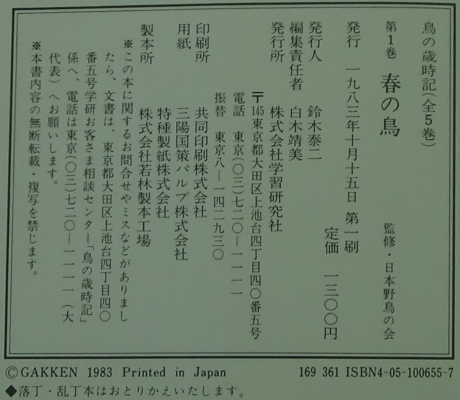 鳥の歳時記(全5巻)
第1巻 春の鳥 監修・日本野鳥の会
発行 一九八三年十月十五日 第一刷
定価 一三〇〇円
発行人 鈴木泰二
編集責任者 白木靖美
発行所 株式会社学習研究社
〒145東京都大田区上池台四丁目四〇番五号
電話 東京(〇三)七二〇―一一一一
振替 東京八―一四二九三〇
印刷所 共同印刷株式会社
用紙 三陽国策パルプ株式会社
特種製紙株式会社
製本所 株式会社若林製本工場
※この本に関するお問合せやミスなどがありまし
たら、文書は、東京都大田区上池台四丁目四〇
番五号学研お客さま相談センター「鳥の歳時記」
係へ、電話は東京(〇三)七二〇―一一一一(大
代表)へお願いします。
※本書内容の無断転載・複写を禁じます。
©GAKKEN 1983 Printed in Japan 169 361 ISBN4-05-100655-7
◆落丁・乱丁本はおとりかえいたします。